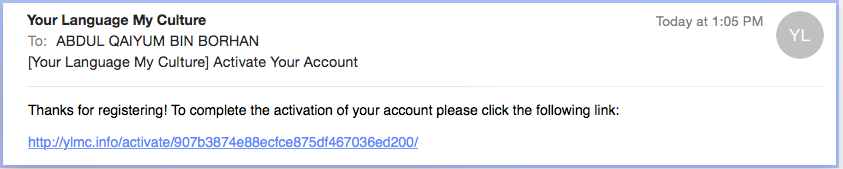 Your Language My Culture
Today at 1:05 PM
YL
To: ABDUL QAIYUM BIN BORHAN
[Your Language My Culture] Activate Your Account
Thanks for registering! To complete the activation of your account please click the following link:
http://ylmc.info/activate/907b3874e88ecfce875df467036ed200/